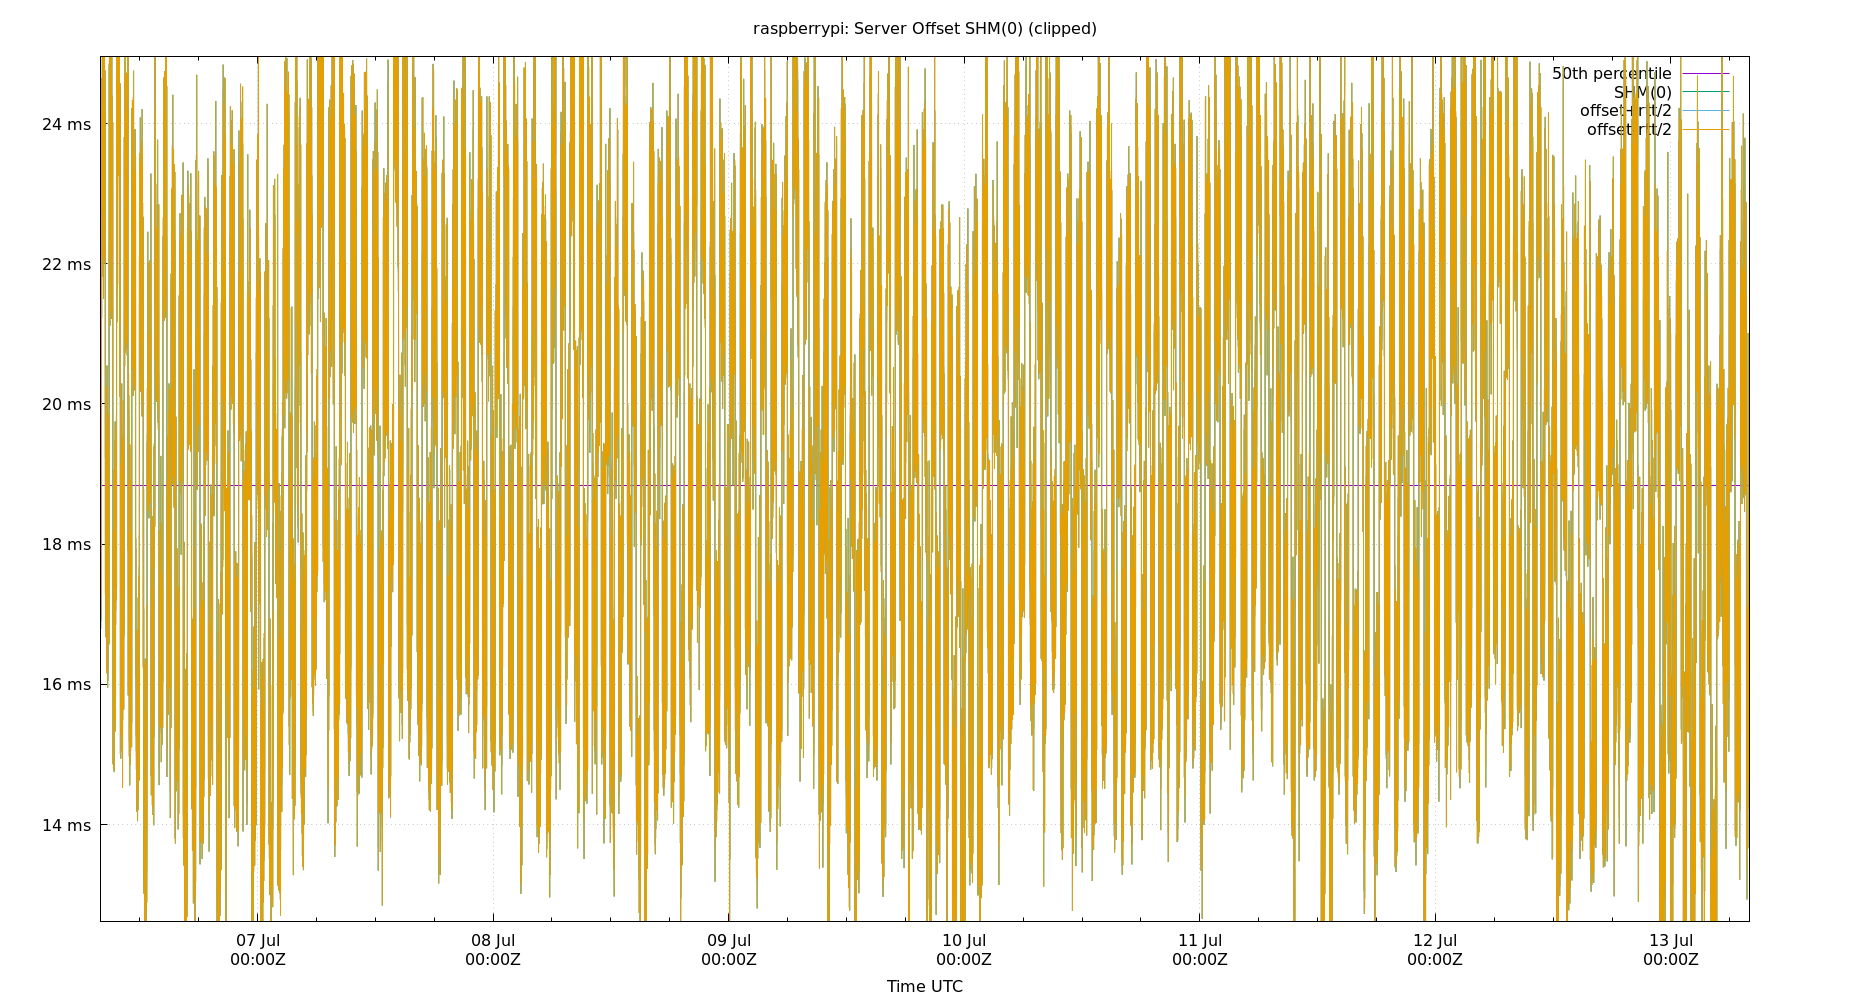 raspberrypi: Server Offset SHM(0) (clipped)
50th percentile
SHM(0)
offset+rtt/2
offset-rtt/2
24 ms
22 ms
20 ms
18 ms
16 ms
14 ms
07 Jul
00:00Z
08 Jul
00:00Z
09 Jul
00:00Z
10 Jul
00:00Z
11 Jul
00:00Z
12 Jul
00:00Z
13 Jul
00:00Z
Time UTC